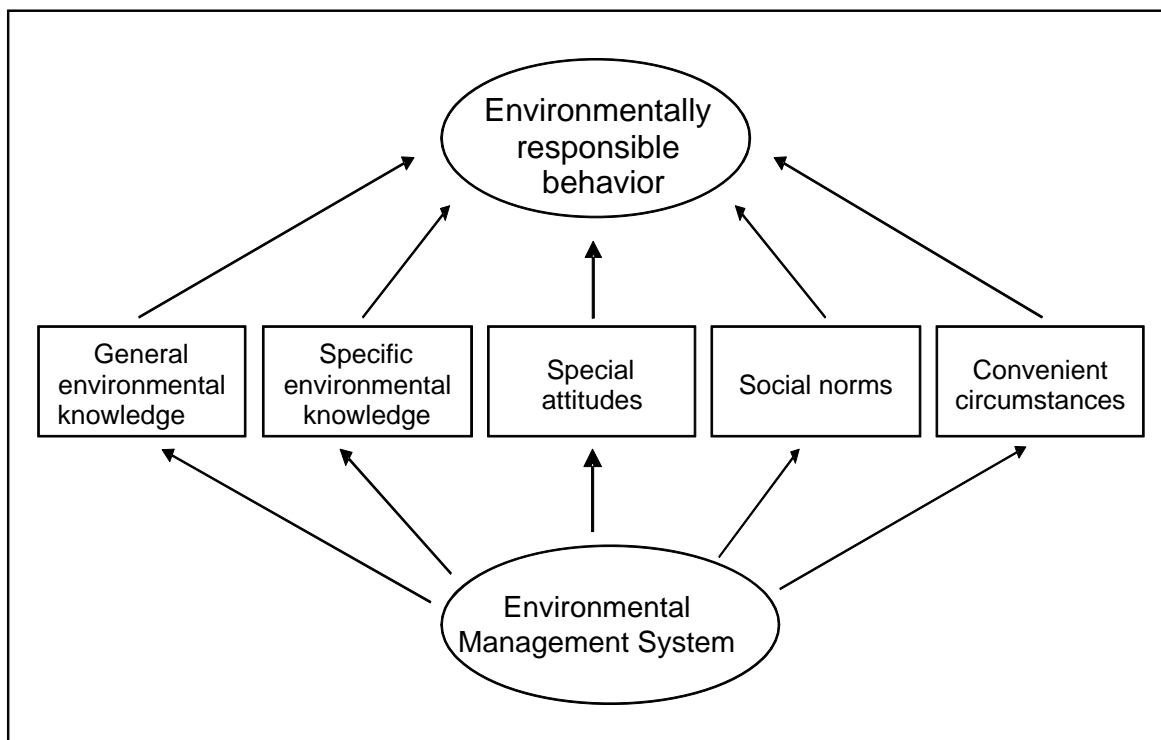 Environmentally
responsible
behavior
General
environmental
knowledge
Specific
environmental
knowledge
Special
attitudes
Social norms
Convenient
circumstances
Environmental
Management System